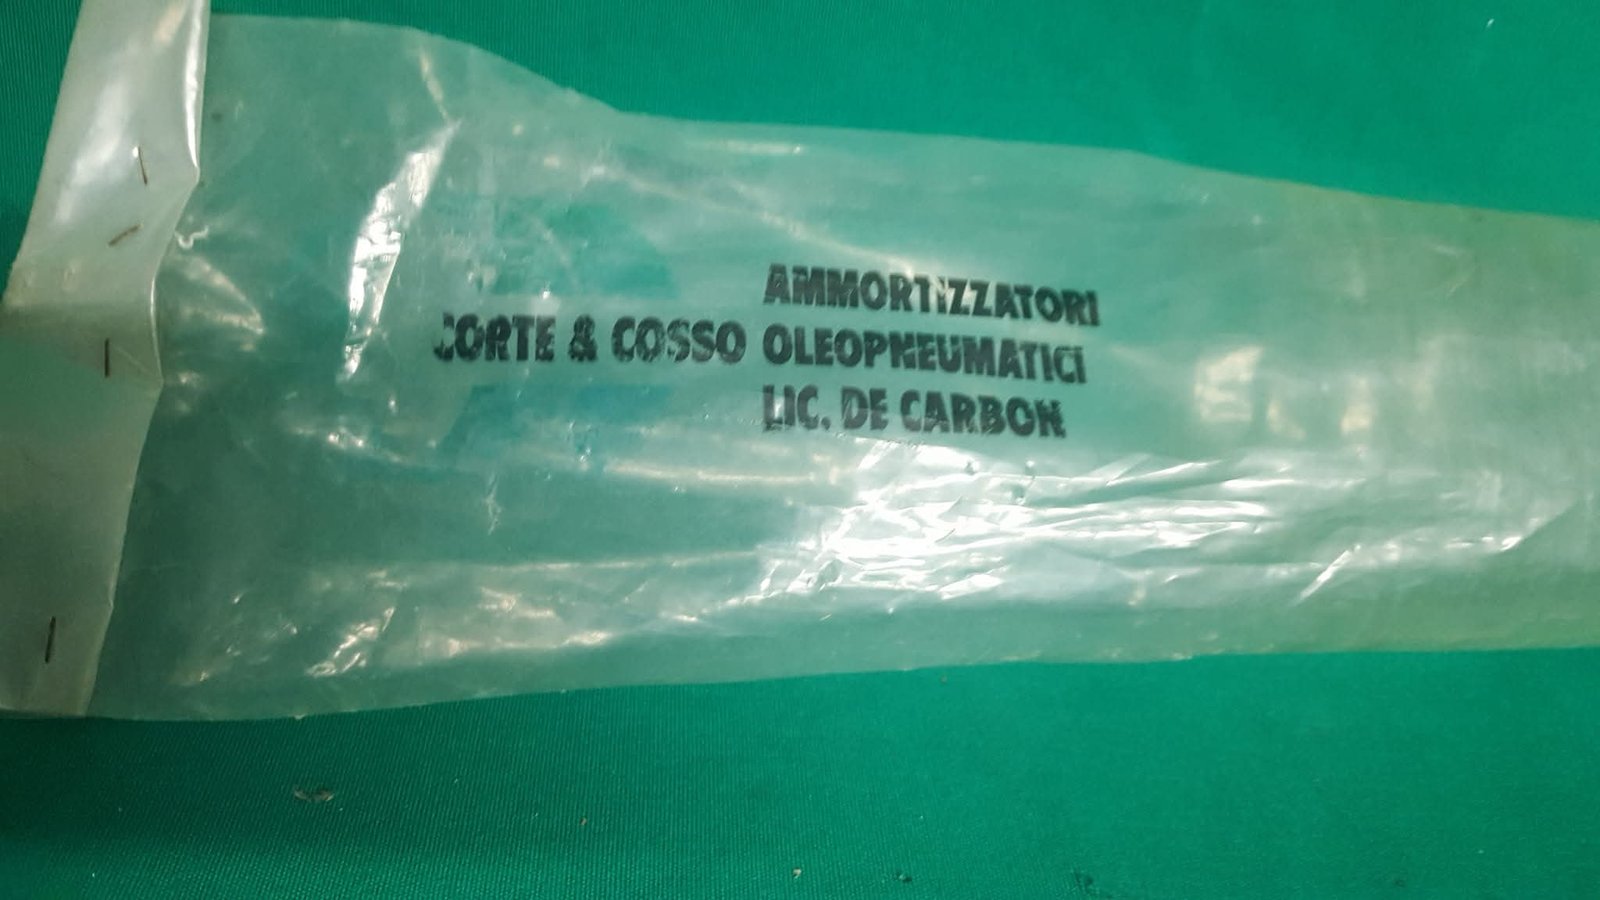 AMMORTIZZATORI
CORTE & COSSO OLEOPNEUMATICI
LIC. DE CARBON